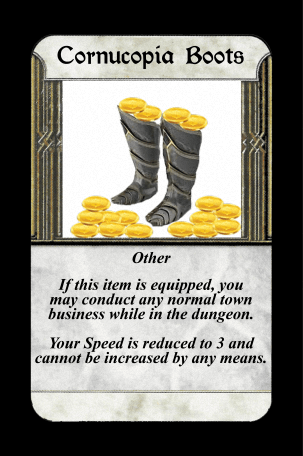 Cornucopia Boots
Other
If this item is equipped, you
may conduct any normal town
business while in the dungeon.
Your Speed is reduced to 3 and
cannot be increased by any means.